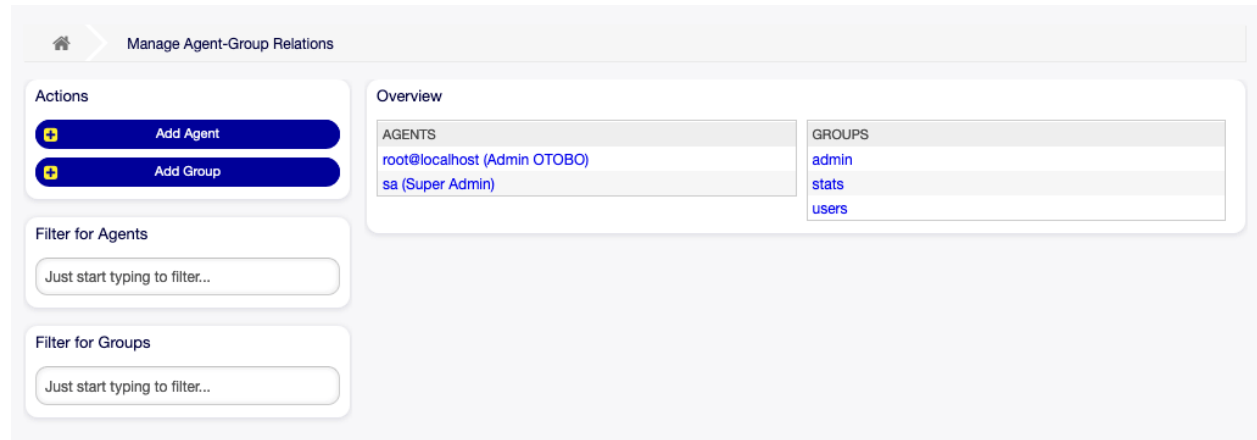 Manage Agent-Group Relations
Actions
Add Agent
Add Group
Filter for Agents
Just start typing to filter...
Filter for Groups
Just start typing to filter...
Overview
AGENTS
root@localhost (Admin OTOBO)
sa (Super Admin)
GROUPS
admin
stats
users